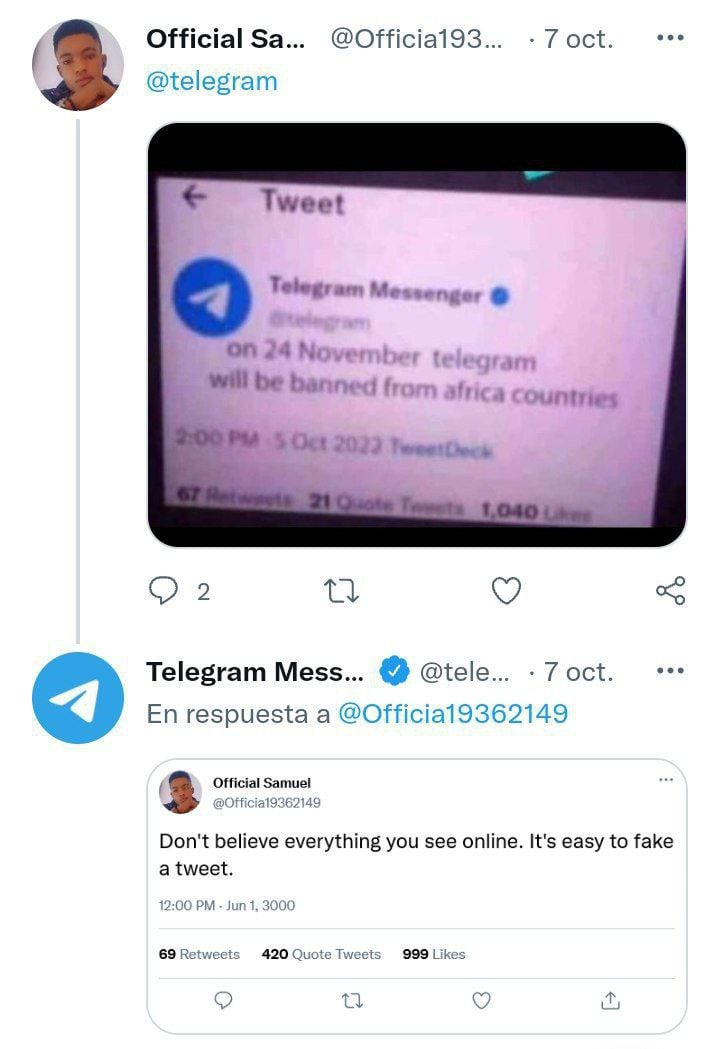 Official Sa... @Officia193... · 7 oct.
@telegram
Tweet
Telegram Messenger
@telegram
on 24 November telegram
will be banned from africa countries
2:00 PM · 5 Oct 2022 TweetDeck
67 Retweets 21 Quote Tweets 1,040 Likes
2
Telegram Mess... @tele... · 7 oct.
En respuesta a @Officia19362149
Official Samuel
@Officia19362149
Don't believe everything you see online. It's easy to fake
a tweet.
12:00 PM · Jun 1, 3000
69 Retweets 420 Quote Tweets 999 Likes